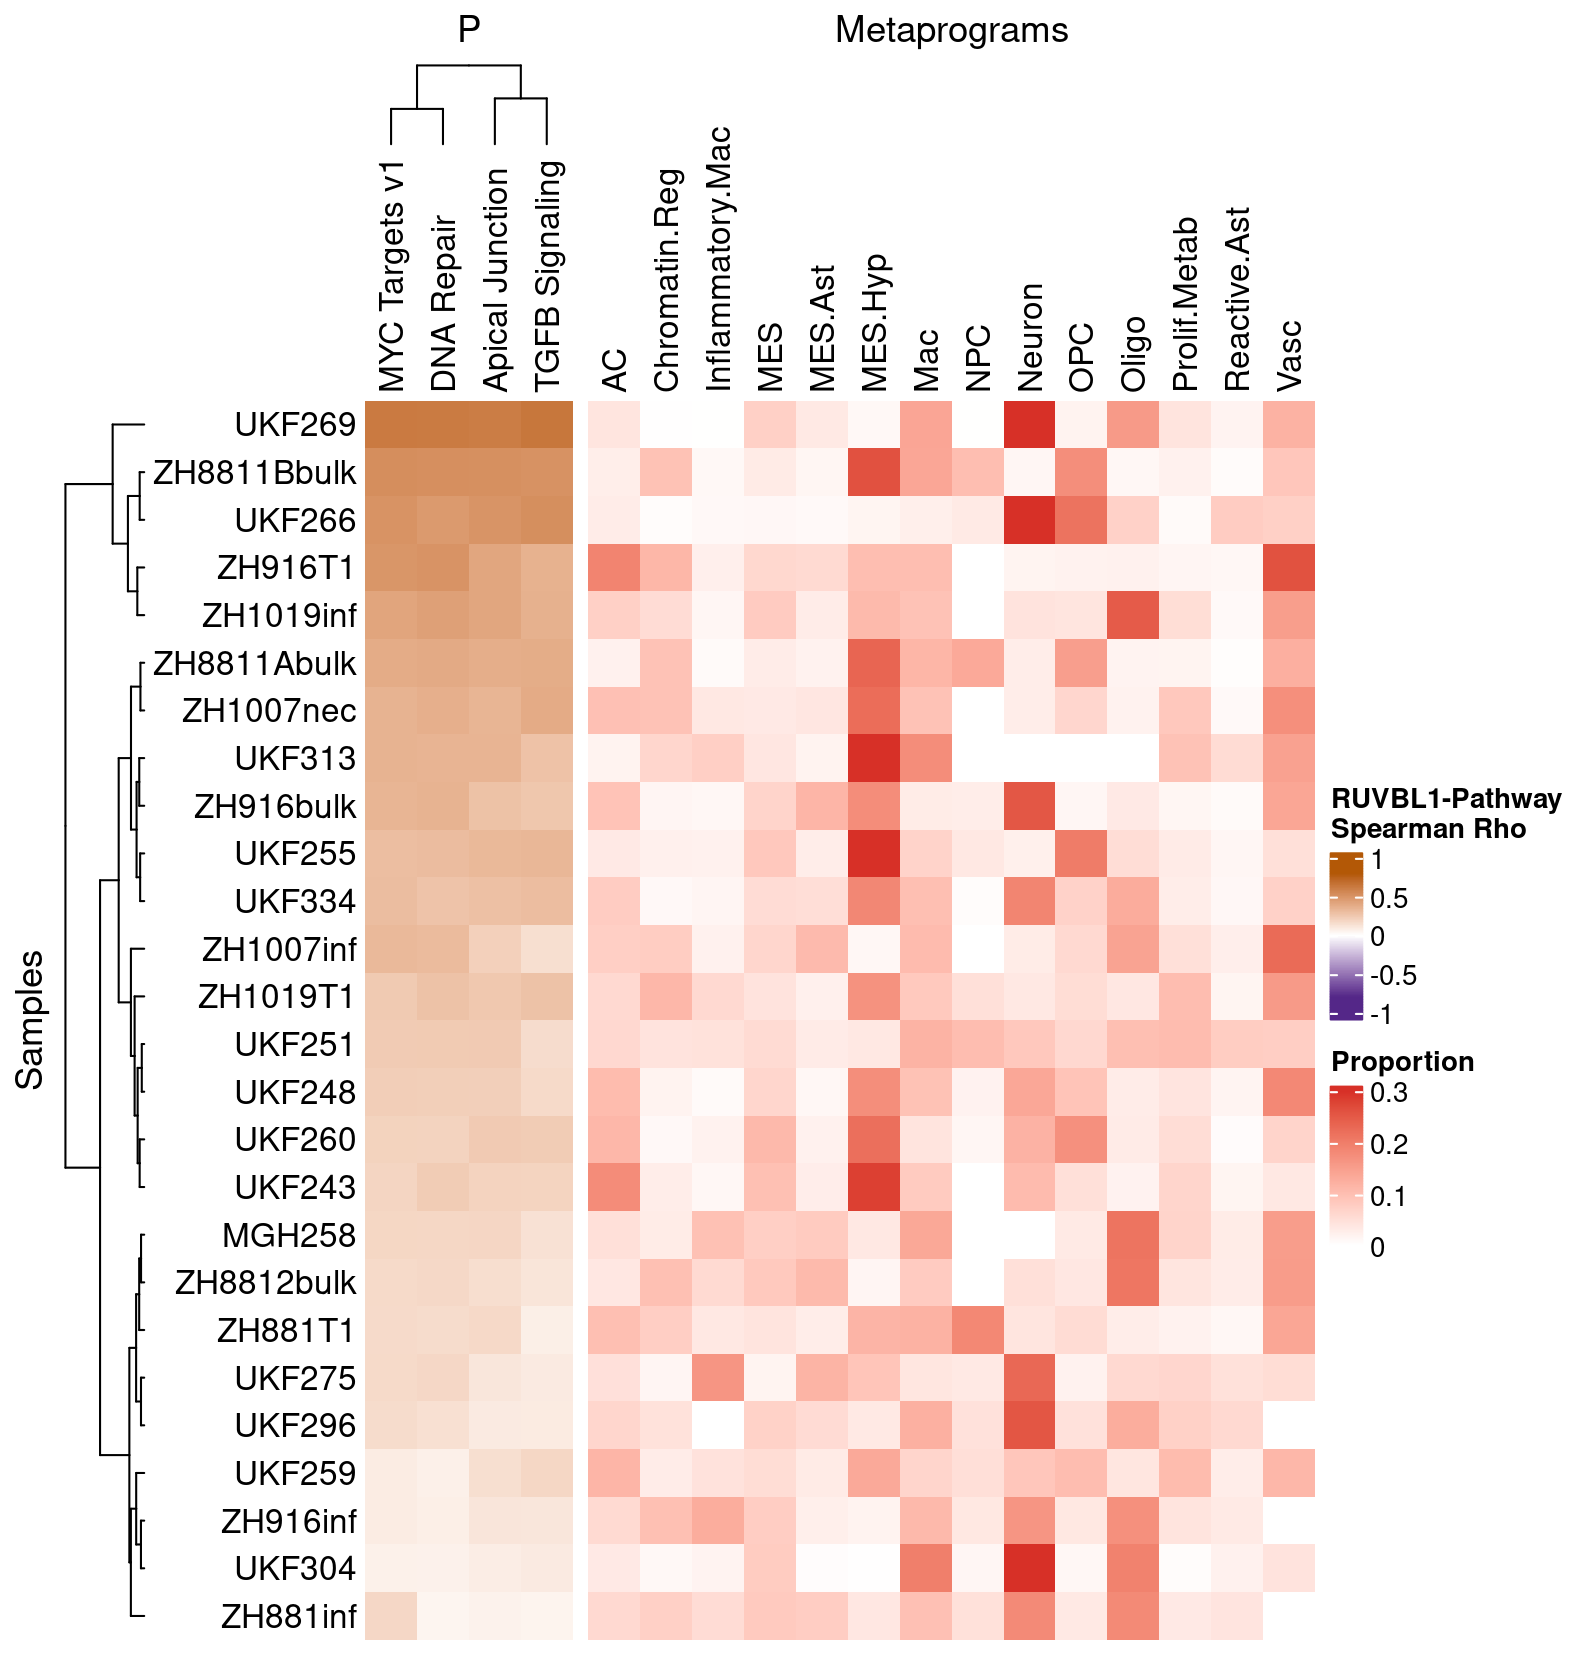 P
Metaprograms
MYC Targets v1
DNA Repair
Apical Junction
TGFB Signaling
AC
Chromatin.Reg
Inflammatory.Mac
MES
MES.Ast
MES.Hyp
Mac
NPC
Neuron
OPC
Oligo
Prolif.Metab
Reactive.Ast
Vasc
Samples
UKF269
ZH8811Bbulk
UKF266
ZH916T1
ZH1019inf
ZH8811Abulk
ZH1007nec
UKF313
ZH916bulk
UKF255
UKF334
ZH1007inf
ZH1019T1
UKF251
UKF248
UKF260
UKF243
MGH258
ZH8812bulk
ZH881T1
UKF275
UKF296
UKF259
ZH916inf
UKF304
ZH881inf
RUVBL1-Pathway
Spearman Rho
1
0.5
0
-0.5
-1
Proportion
0.3
0.2
0.1
0